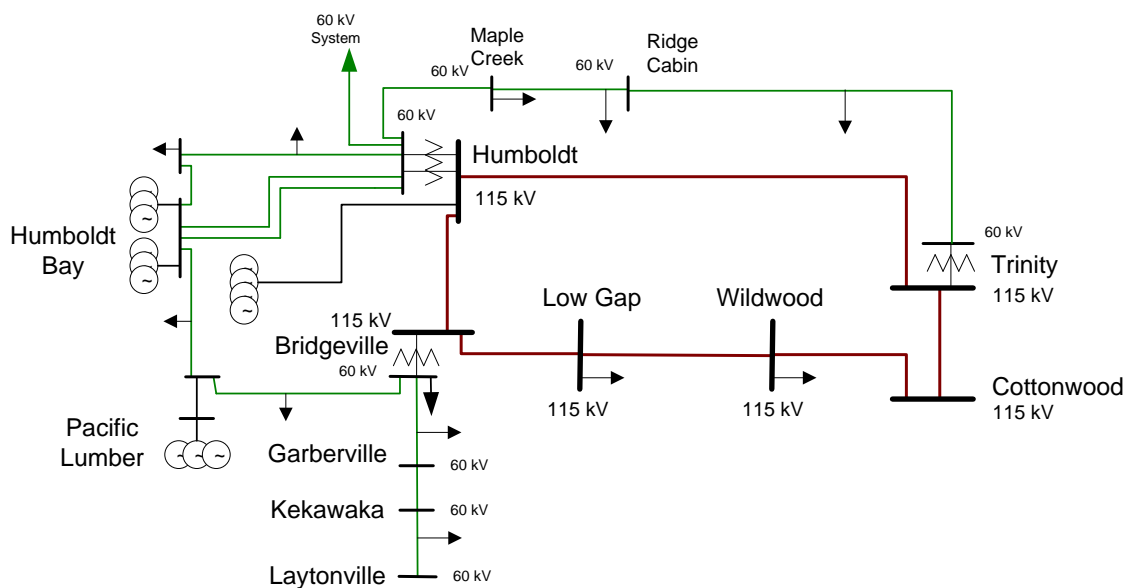 60 kV
System
Maple
Creek
Ridge
Cabin
60 kV
60 kV
60 kV
Humboldt
115 kV
~
~
Humboldt
Bay
~
60 kV
Trinity
115 kV
Low Gap
Wildwood
115 kV
Bridgeville
60 kV
115 kV
115 kV
Cottonwood
115 kV
Pacific
Lumber
~ ~ ~
Garberville
60 kV
Kekawaka
60 kV
Laytonville
60 kV